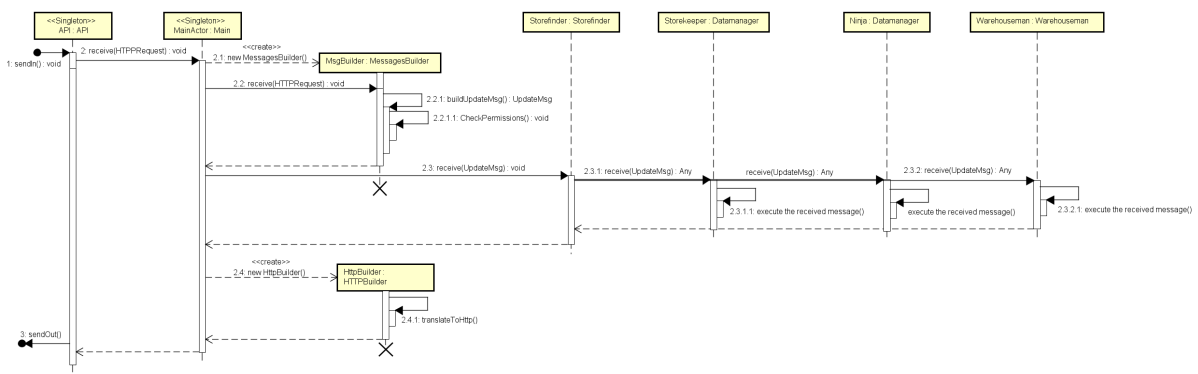 <<Singleton>>
API : API
<<Singleton>>
MainActor : Main
Storefinder : Storefinder
Storekeeper : Datamanager
Ninja : Datamanager
Warehouseman : Warehouseman
1: sendIn() : void
2: receive(HTPPRequest) : void
<<create>>
2.1: new MessagesBuilder()
MsgBuilder : MessagesBuilder
2.2: receive(HTTPRequest) : void
2.2.1: buildUpdateMsg() : UpdateMsg
2.2.1.1: CheckPermissions() : void
2.3: receive(UpdateMsg) : void
2.3.1: receive(UpdateMsg) : Any
receive(UpdateMsg) : Any
2.3.2: receive(UpdateMsg) : Any
2.3.1.1: execute the received message()
execute the received message()
2.3.2.1: execute the received message()
<<create>>
2.4: new HttpBuilder()
HttpBuilder :
HTTPBuilder
2.4.1: translateToHttp()
3: sendOut()